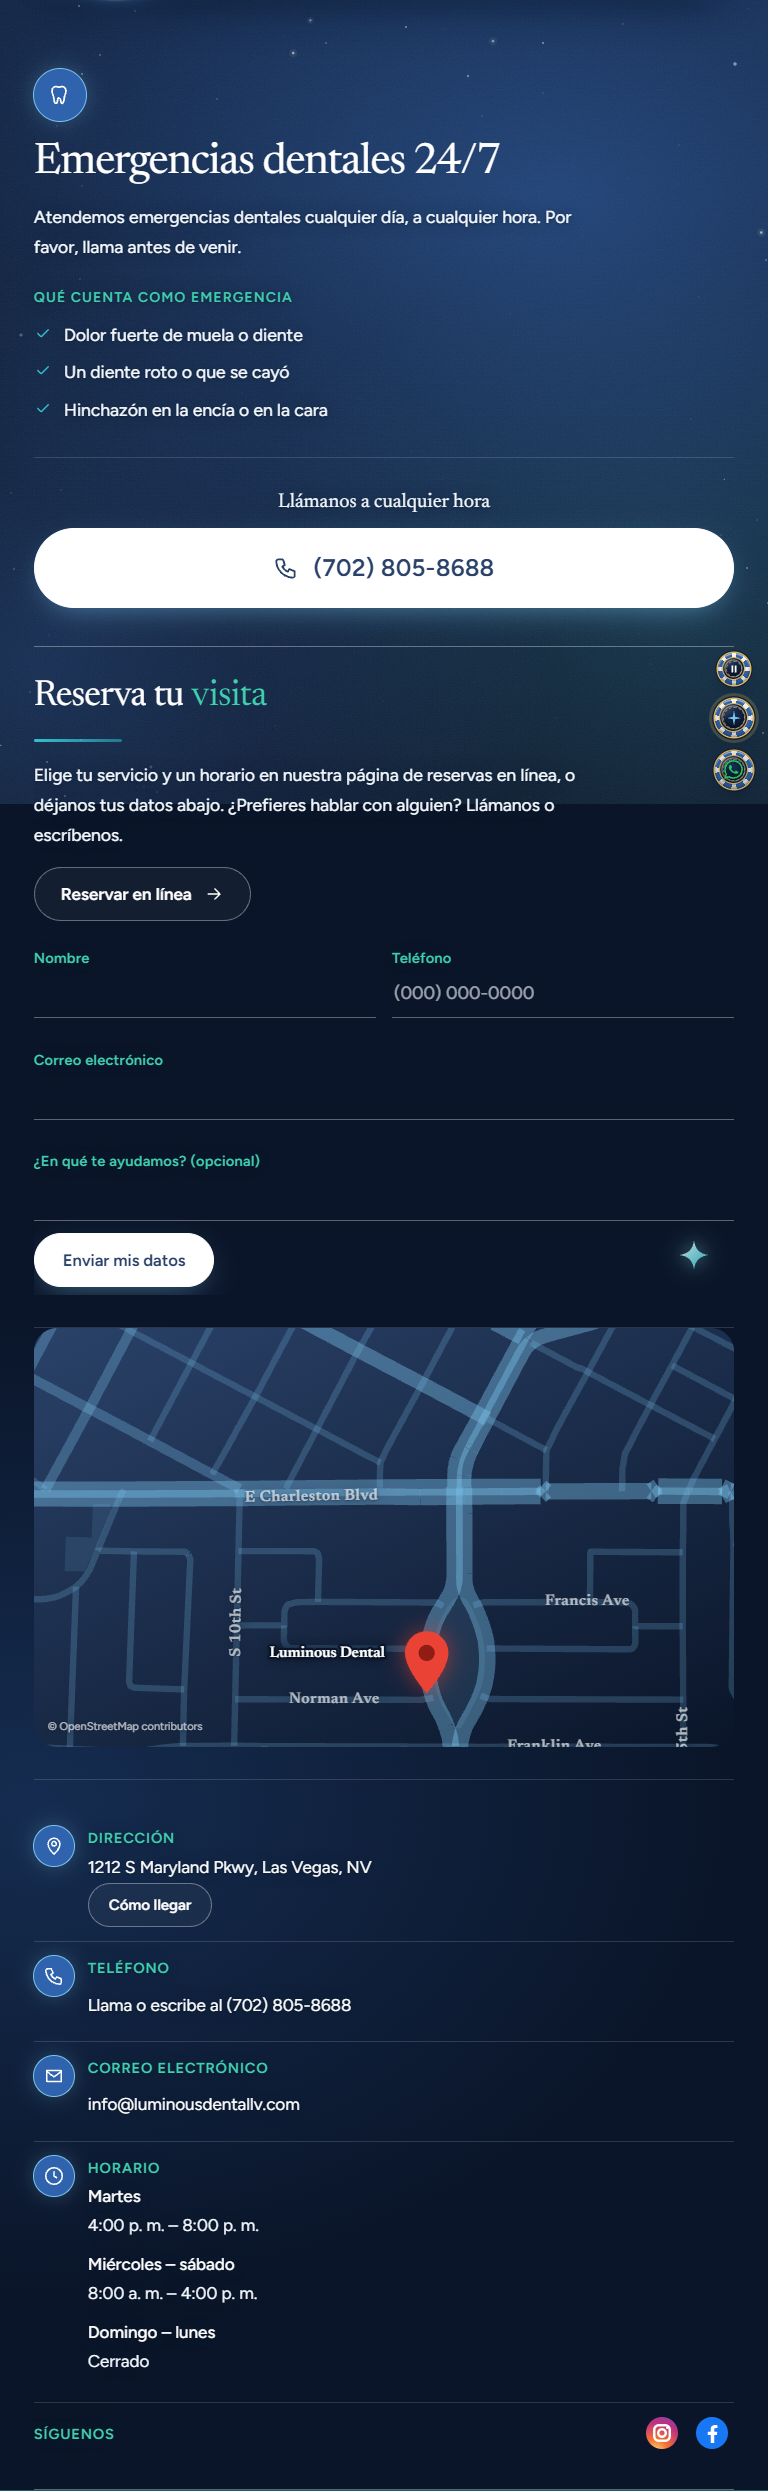 Emergencias dentales 24/7
Atendemos emergencias dentales cualquier día, a cualquier hora. Por
favor, llama antes de venir.
QUÉ CUENTA COMO EMERGENCIA
Dolor fuerte de muela o diente
Un diente roto o que se cayó
Hinchazón en la encía o en la cara
Llámanos a cualquier hora
(702) 805-8688
Reserva tu visita
Elige tu servicio y un horario en nuestra página de reservas en línea, o
déjanos tus datos abajo. ¿Prefieres hablar con alguien? Llámanos o
escríbenos.
Reservar en línea
Nombre
Teléfono
(000) 000-0000
Correo electrónico
¿En qué te ayudamos? (opcional)
Enviar mis datos
E Charleston Blvd
S 10th St
Francis Ave
Luminous Dental
Norman Ave
Franklin Ave
5th St
© OpenStreetMap contributors
DIRECCIÓN
1212 S Maryland Pkwy, Las Vegas, NV
Cómo llegar
TELÉFONO
Llama o escribe al (702) 805-8688
CORREO ELECTRÓNICO
info@luminousdentallv.com
HORARIO
Martes
4:00 p. m. – 8:00 p. m.
Miércoles – sábado
8:00 a. m. – 4:00 p. m.
Domingo – lunes
Cerrado
SÍGUENOS